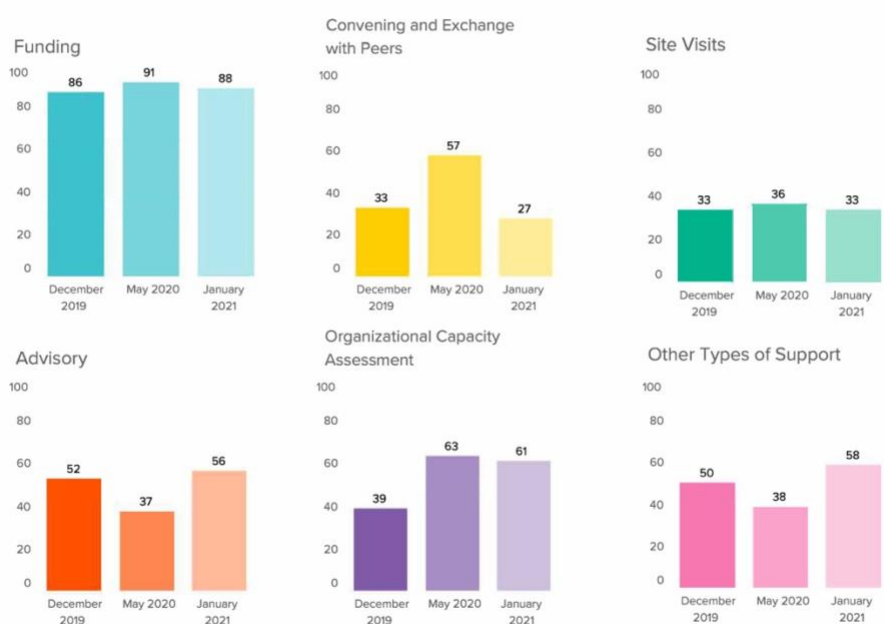 Funding
100
80
60
40
20
0
86
91
88
December
2019
May 2020
January
2021
Convening and Exchange
with Peers
100
80
60
40
20
0
33
57
27
December
2019
May 2020
January
2021
Site Visits
100
80
60
40
20
0
33
36
33
December
2019
May 2020
January
2021
Advisory
100
80
60
40
20
0
52
37
56
December
2019
May 2020
January
2021
Organizational Capacity
Assessment
100
80
60
40
20
0
39
63
61
December
2019
May 2020
January
2021
Other Types of Support
100
80
60
40
20
0
50
38
58
December
2019
May 2020
January
2021